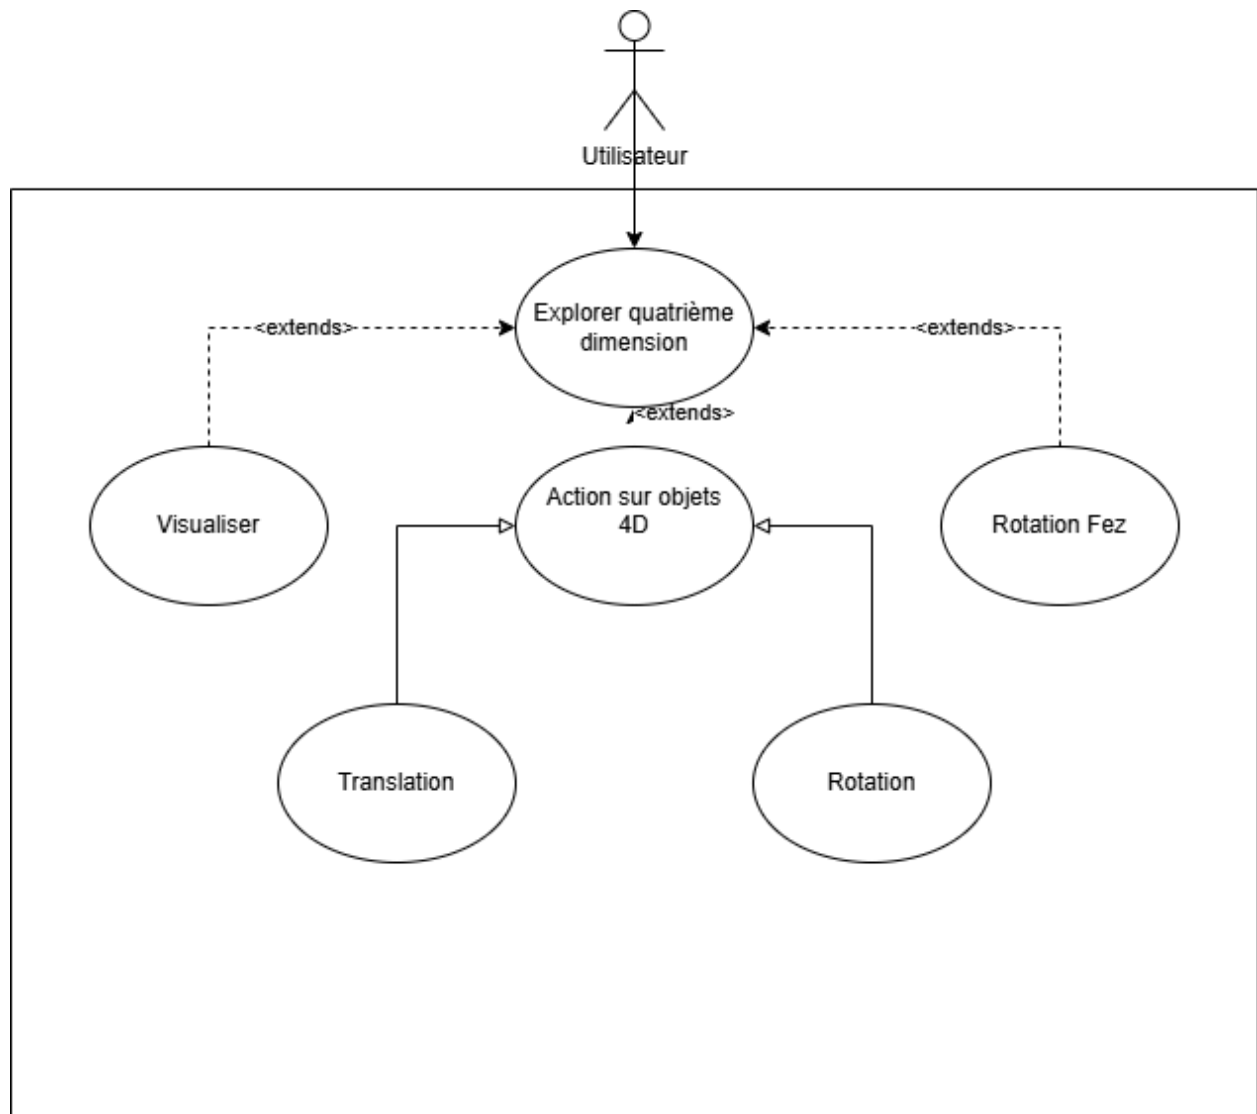 Utilisateur
Explorer quatrième
dimension
<extends>
<extends>
<extends>
Visualiser
Action sur objets
4D
Rotation Fez
Translation
Rotation